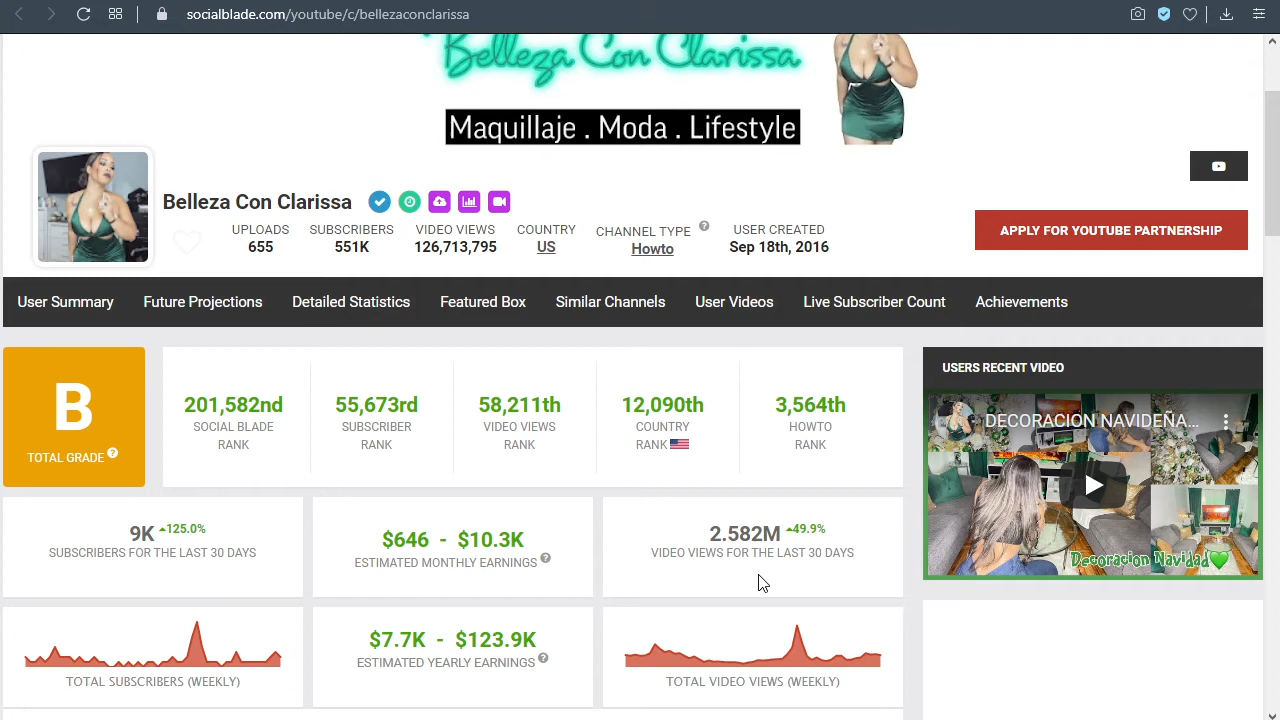 socialblade.com/youtube/c/bellezaconclarissa
Belleza Con Clarissa
Maquillaje . Moda . Lifestyle
Belleza Con Clarissa
UPLOADS
655
SUBSCRIBERS
551K
VIDEO VIEWS
126,713,795
COUNTRY
US
CHANNEL TYPE ?
Howto
USER CREATED
Sep 18th, 2016
APPLY FOR YOUTUBE PARTNERSHIP
User Summary Future Projections Detailed Statistics Featured Box Similar Channels User Videos Live Subscriber Count Achievements
B
TOTAL GRADE ?
201,582nd
SOCIAL BLADE
RANK
55,673rd
SUBSCRIBER
RANK
58,211th
VIDEO VIEWS
RANK
12,090th
COUNTRY
RANK
3,564th
HOWTO
RANK
USERS RECENT VIDEO
DECORACION NAVIDEÑA...
Decoracion Navidad
9K 125.0%
SUBSCRIBERS FOR THE LAST 30 DAYS
$646 - $10.3K
ESTIMATED MONTHLY EARNINGS ?
2.582M 49.9%
VIDEO VIEWS FOR THE LAST 30 DAYS
TOTAL SUBSCRIBERS (WEEKLY)
$7.7K - $123.9K
ESTIMATED YEARLY EARNINGS ?
TOTAL VIDEO VIEWS (WEEKLY)